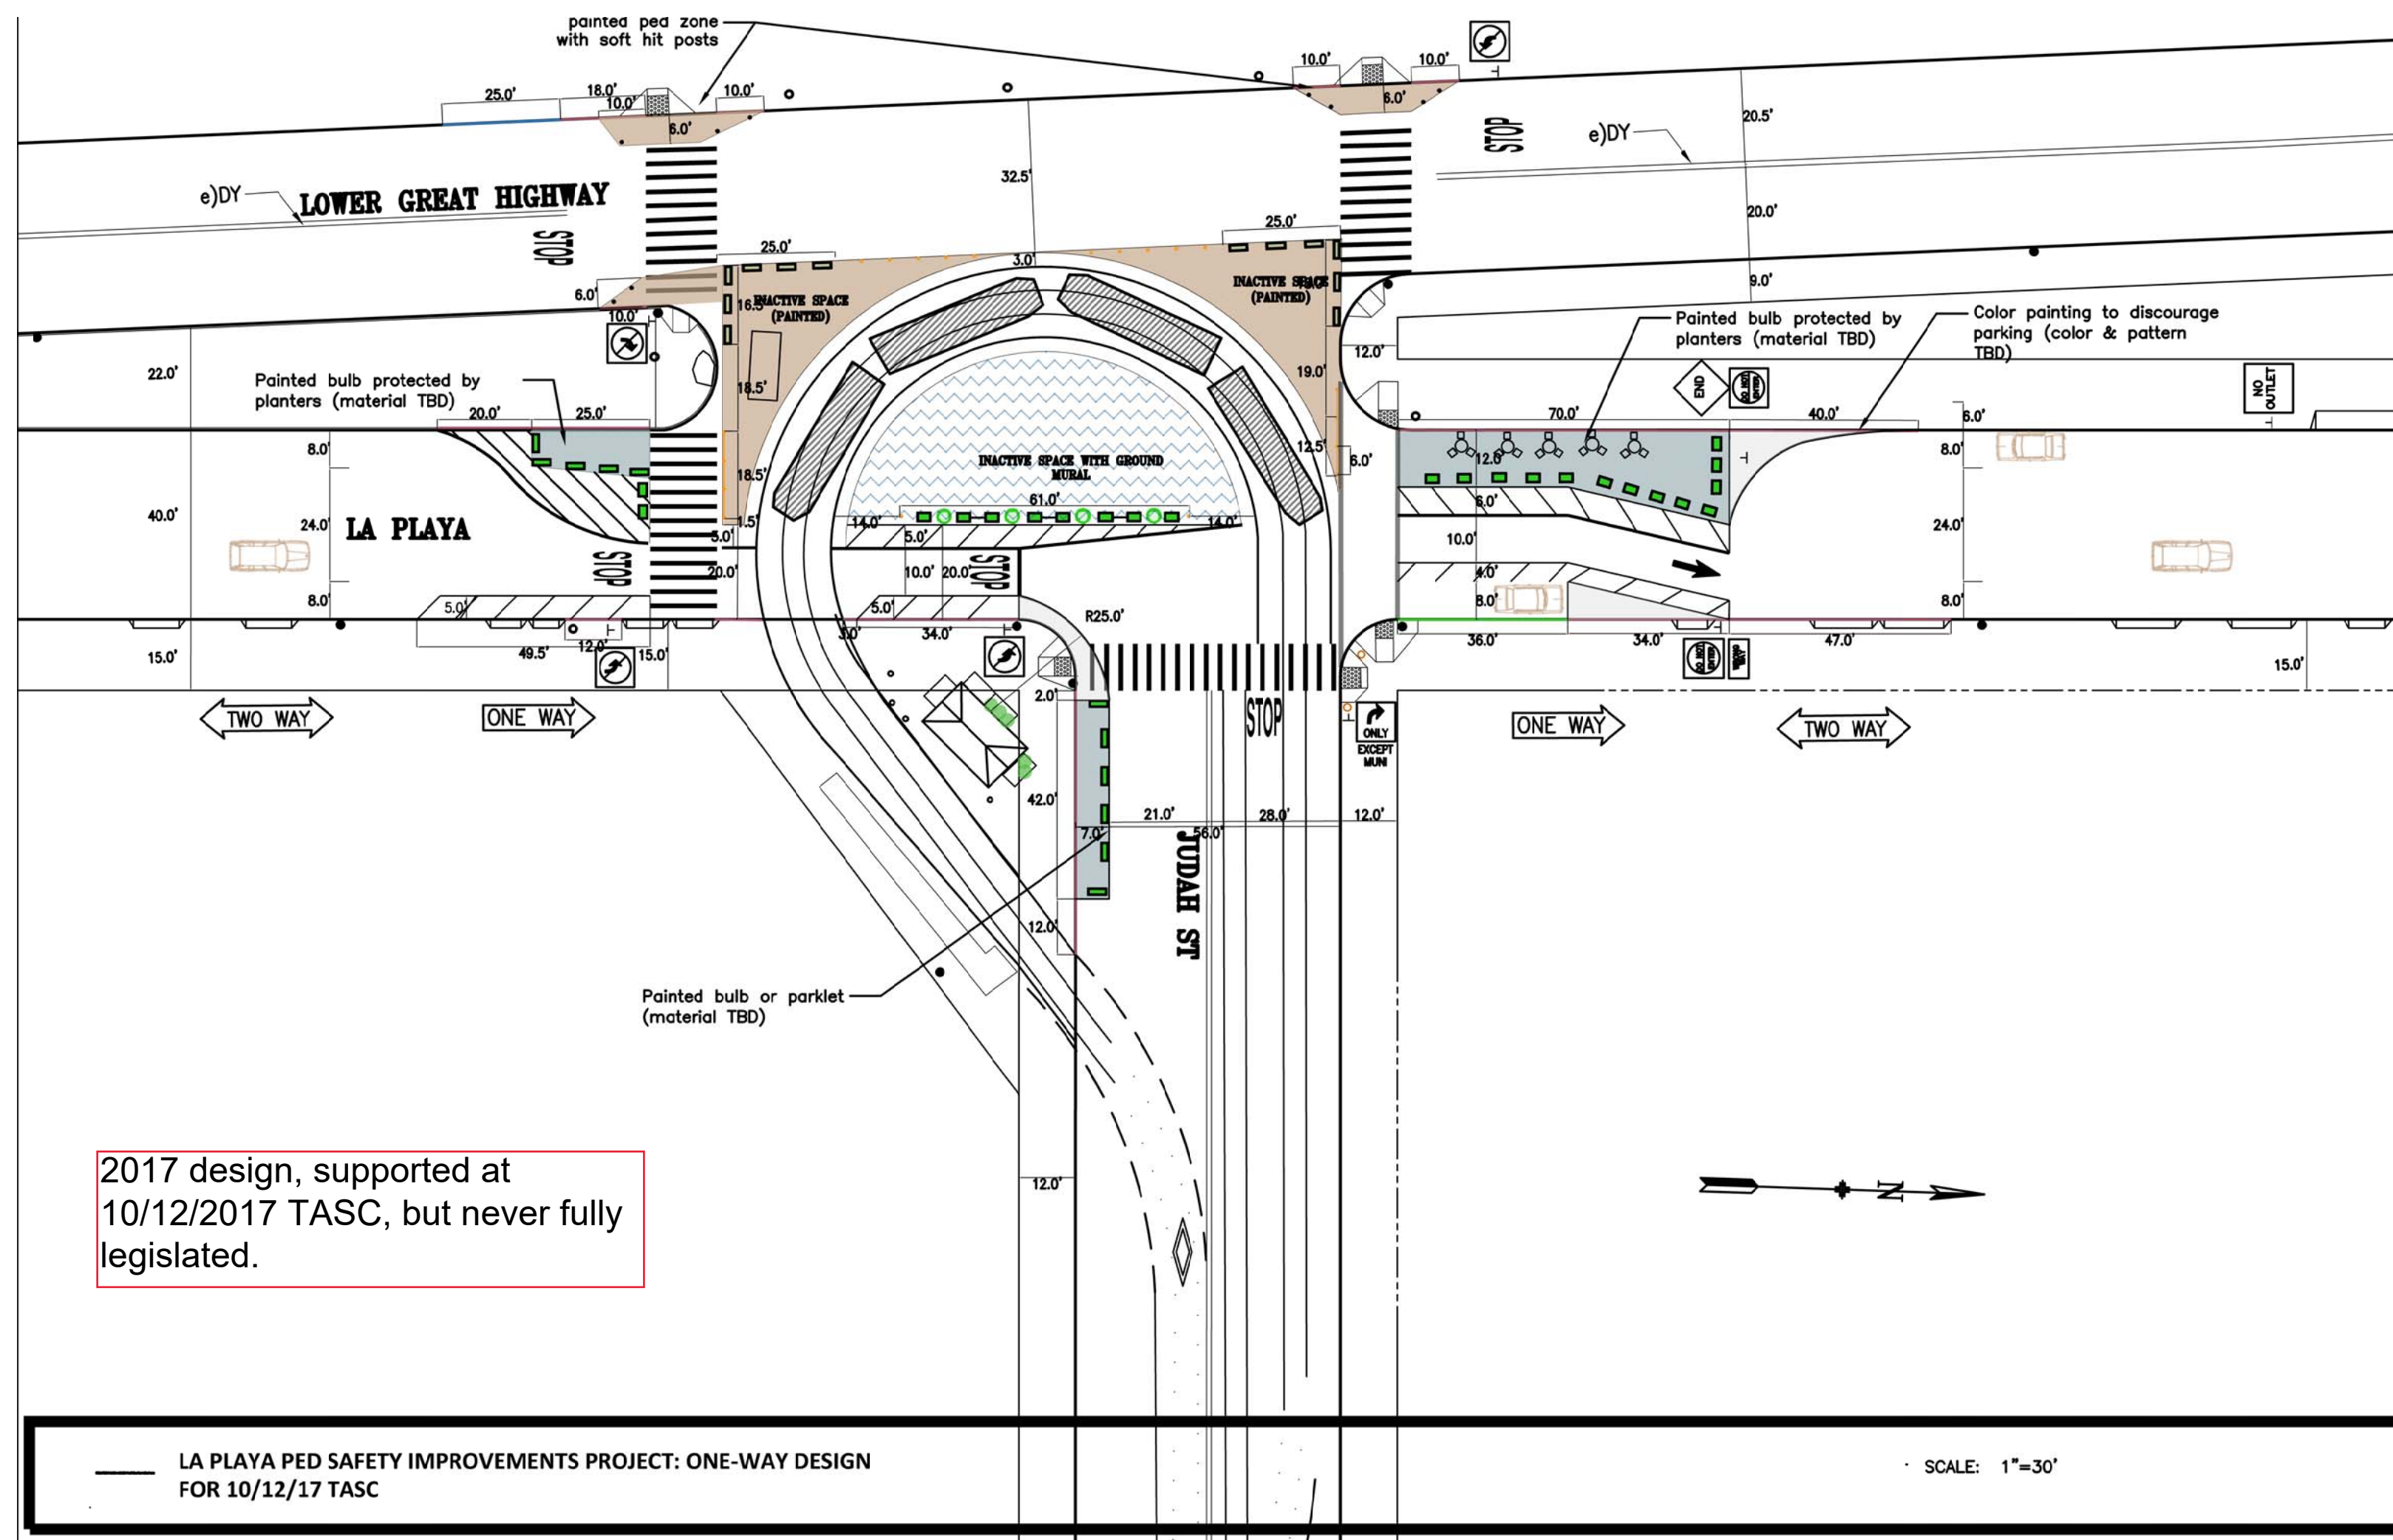 painted ped zone
with soft hit posts
10.0'
10.0'
25.0'
18.0'
10.0'
10.0'
6.0'
6.0'
STOP
e)DY
20.5'
32.5'
e)DY
LOWER GREAT HIGHWAY
STOP
20.0'
25.0'
25.0'
3.0'
6.0'
10.0'
16.5'
INACTIVE SPACE
(PAINTED)
INACTIVE SPACE
(PAINTED)
9.0'
Painted bulb protected by
planters (material TBD)
Color painting to discourage
parking (color & pattern
TBD)
12.0'
22.0'
Painted bulb protected by
planters (material TBD)
18.5'
19.0'
END
DO NOT
ENTER
NO
OUTLET
20.0'
25.0'
70.0'
40.0'
6.0'
8.0'
12.5'
6.0'
12.0'
8.0'
INACTIVE SPACE WITH GROUND
MURAL
18.5'
61.0'
6.0'
40.0'
24.0'
LA PLAYA
1.5'
14.0'
14.0'
5.0'
5.0'
10.0'
24.0'
STOP
20.0'
10.0'
20.0'
STOP
4.0'
8.0'
5.0'
5.0'
8.0'
8.0'
R25.0'
3.0'
34.0'
36.0'
34.0'
47.0'
15.0'
49.5'
12.0'
15.0'
DO NOT
ENTER
15.0'
2.0'
TWO WAY
ONE WAY
STOP
ONLY
EXCEPT
MUNI
ONE WAY
TWO WAY
42.0'
21.0'
28.0'
12.0'
7.0'
56.0'
JUDAH ST
12.0'
Painted bulb or parklet
(material TBD)
2017 design, supported at
10/12/2017 TASC, but never fully
legislated.
12.0'
N
LA PLAYA PED SAFETY IMPROVEMENTS PROJECT: ONE-WAY DESIGN
FOR 10/12/17 TASC
SCALE: 1"=30'